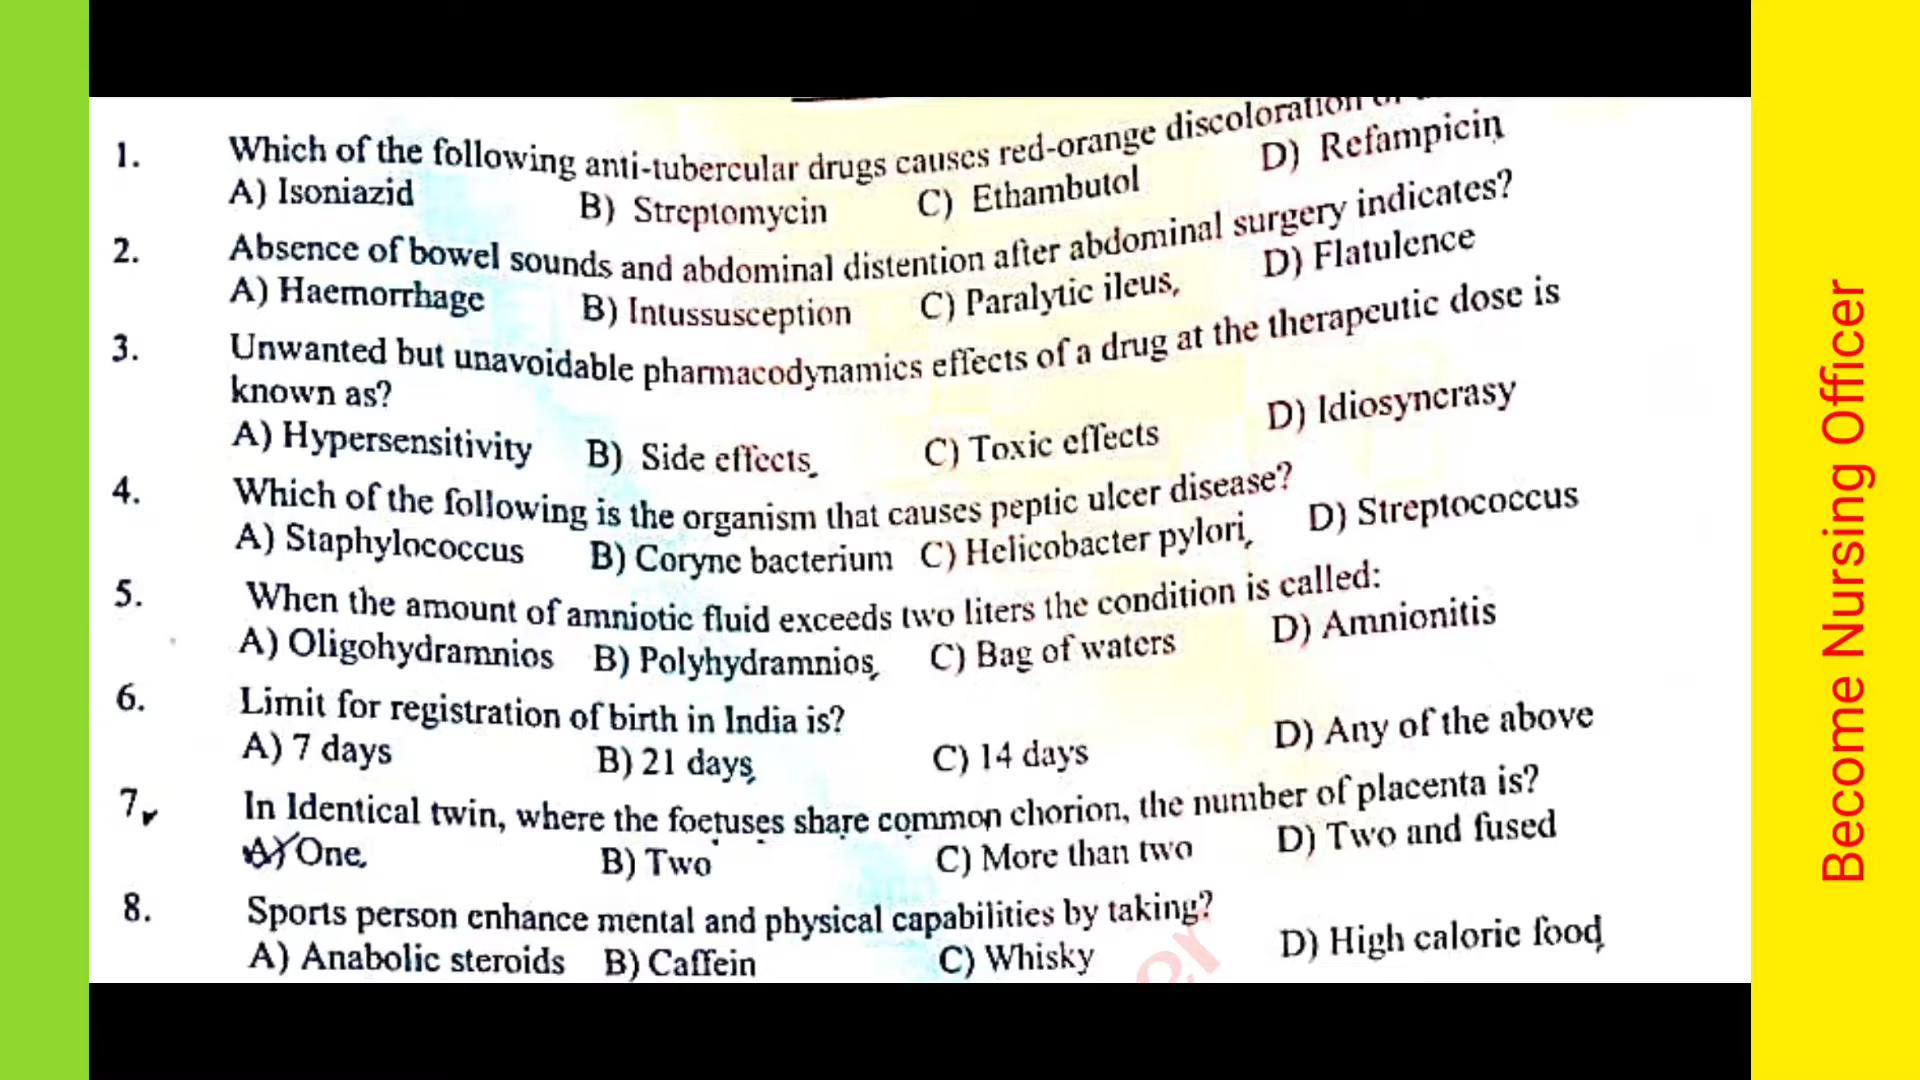 1. Which of the following anti-tubercular drugs causes red-orange discoloration
A) Isoniazid B) Streptomycin C) Ethambutol D) Refampicin
2. Absence of bowel sounds and abdominal distention after abdominal surgery indicates?
A) Haemorrhage B) Intussusception C) Paralytic ileus, D) Flatulence
3. Unwanted but unavoidable pharmacodynamics effects of a drug at the therapeutic dose is
known as?
A) Hypersensitivity B) Side effects, C) Toxic effects D) Idiosyncrasy
4. Which of the following is the organism that causes peptic ulcer disease?
A) Staphylococcus B) Coryne bacterium C) Helicobacter pylori, D) Streptococcus
5. When the amount of amniotic fluid exceeds two liters the condition is called:
A) Oligohydramnios B) Polyhydramnios, C) Bag of waters D) Amnionitis
6. Limit for registration of birth in India is?
A) 7 days B) 21 days, C) 14 days D) Any of the above
7. In Identical twin, where the foetuses share common chorion, the number of placenta is?
A) One, B) Two C) More than two D) Two and fused
8. Sports person enhance mental and physical capabilities by taking?
A) Anabolic steroids B) Caffein C) Whisky D) High caloric food,
Become Nursing Officer